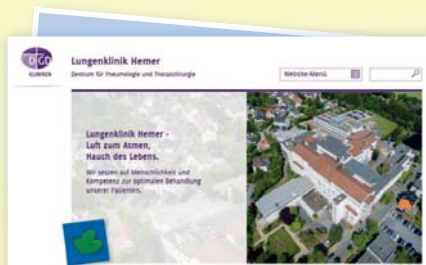 DGD
KLINIKEN
Lungenklinik Hemer
Zentrum für Pneumologie und Thoraxchirurgie
Website-Menü
Lungenklinik Hemer -
Luft zum Atmen,
Hauch des Lebens.
Wir setzen auf Menschlichkeit und
Kompetenz zur optimalen Behandlung
unserer Patienten.